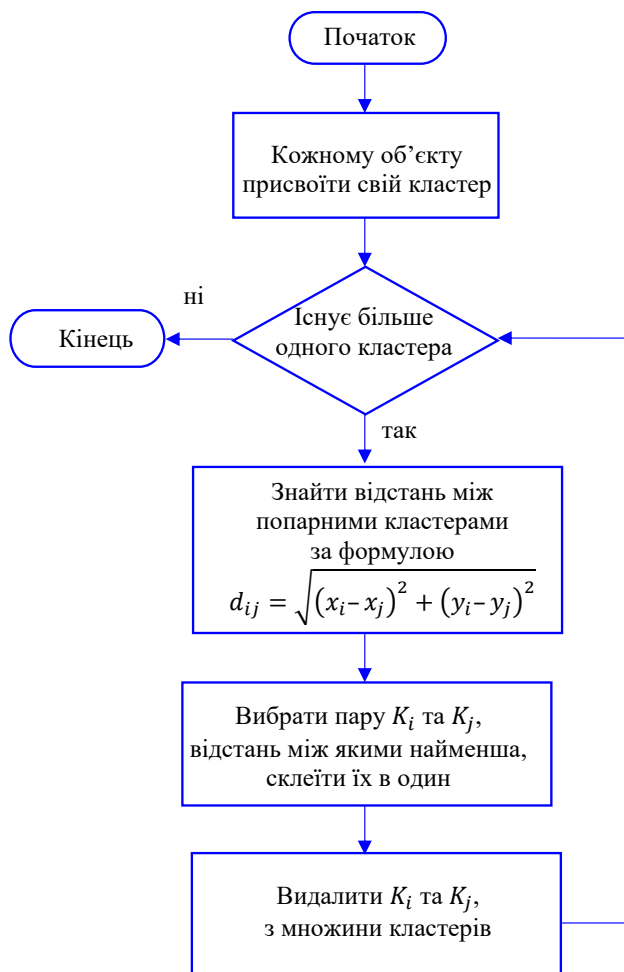 Початок
Кожному об’єкту
присвоїти свій кластер
Існує більше
одного кластера
ні
Кінець
так
Знайти відстань між
попарними кластерами
за формулою
d_{ij} = \sqrt{(x_i - x_j)^2 + (y_i - y_j)^2}
Вибрати пару K_i та K_j,
відстань між якими найменша,
склеїти їх в один
Видалити K_i та K_j,
з множини кластерів